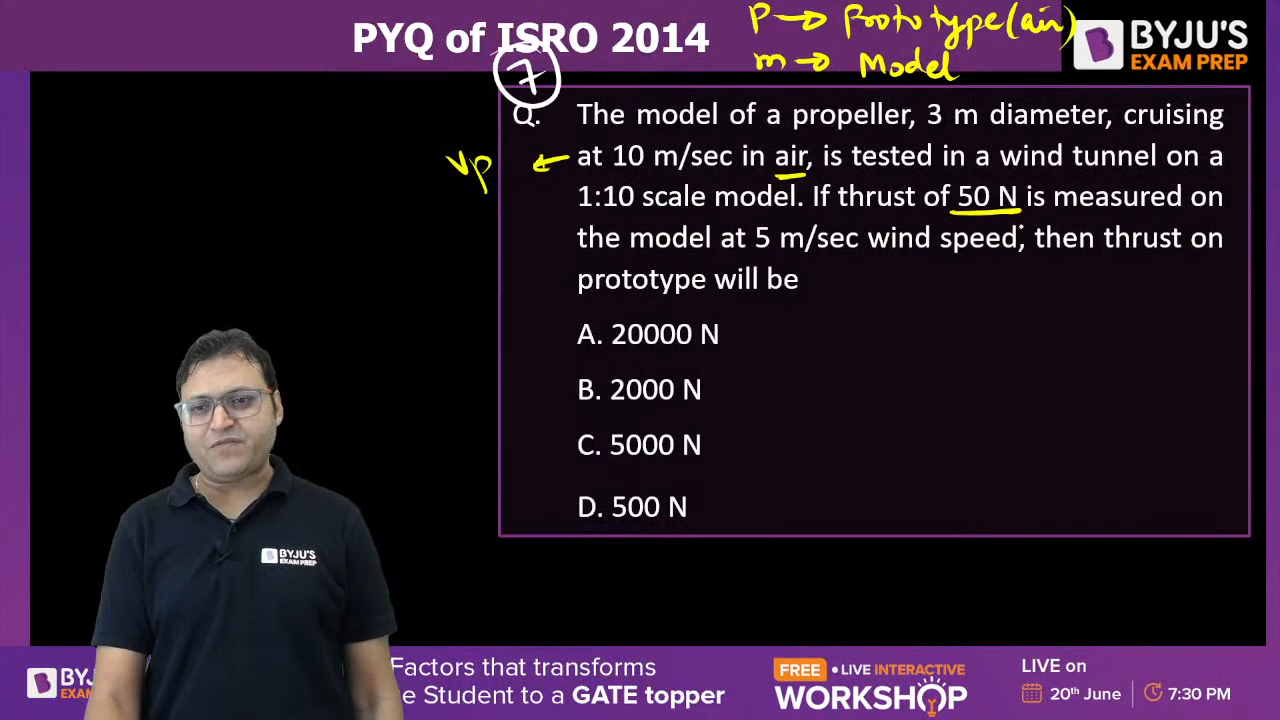 PYQ of ISRO 2014
P → Prototype (air)
m → Model
BYJU'S
EXAM PREP
7
Q. The model of a propeller, 3 m diameter, cruising
at 10 m/sec in air, is tested in a wind tunnel on a
Vp
1:10 scale model. If thrust of 50 N is measured on
the model at 5 m/sec wind speed, then thrust on
prototype will be
A. 20000 N
B. 2000 N
C. 5000 N
D. 500 N
BYJU'S
EXAM PREP
BYJU
EXAM
Factors that transforms
e Student to a GATE topper
FREE • LIVE INTERACTIVE
WORKSHOP
LIVE on
20th June
7:30 PM